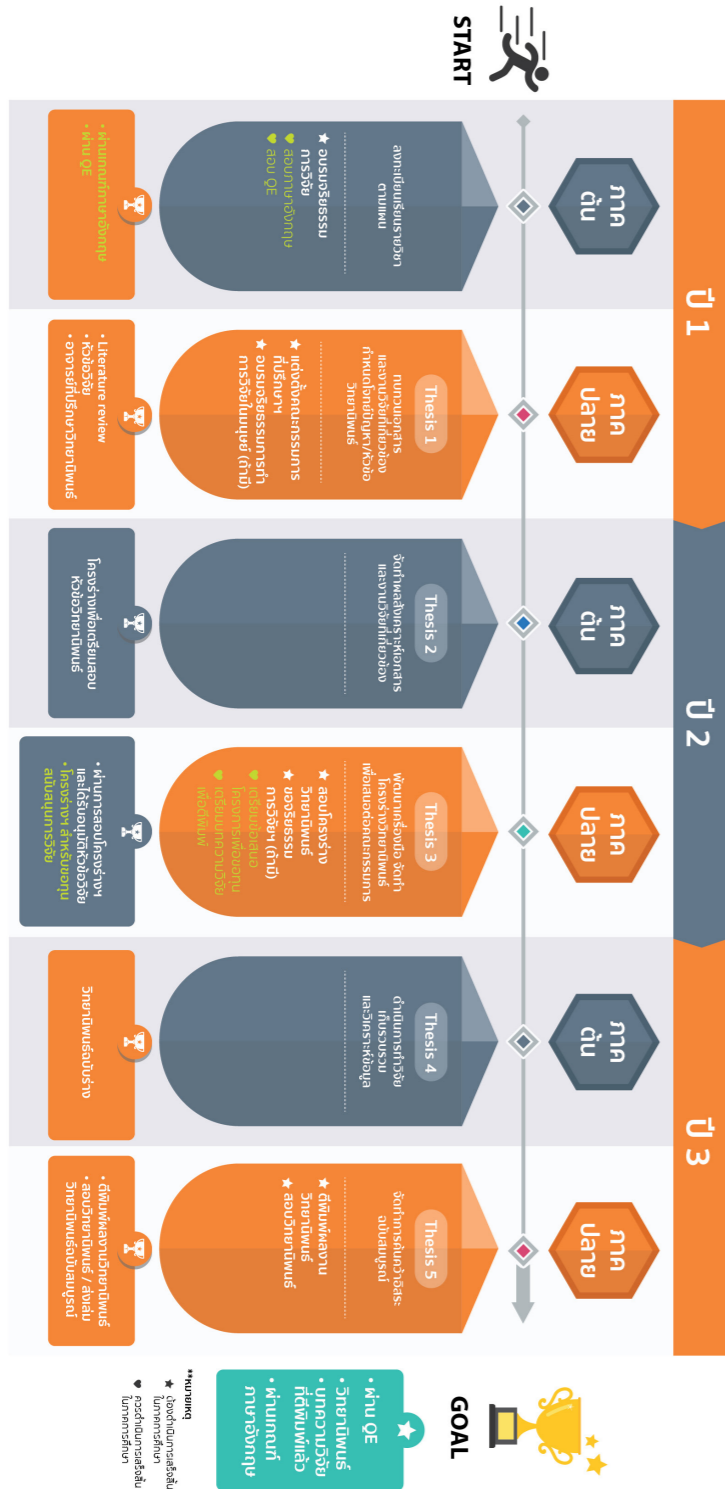 START
ปี 1
ปี 2
ปี 3
ภาค
ต้น
ภาค
ปลาย
ภาค
ต้น
ภาค
ปลาย
ภาค
ต้น
ภาค
ปลาย
ลงทะเบียนเรียนรายวิชา
ตามแผน
★ อบรมจริยธรรม
การวิจัย
♥ สอบภาษาอังกฤษ
♥ สอบ QE
• ผ่านเกณฑ์ภาษาอังกฤษ
• ผ่าน QE
Thesis 1
ทบทวนเอกสาร
และงานวิจัยที่เกี่ยวข้อง
กำหนดโจทย์ปัญหา/หัวข้อ
วิทยานิพนธ์
★ แต่งตั้งคณะกรรมการ
ที่ปรึกษาฯ
★ อบรมจริยธรรมการทำ
การวิจัยในมนุษย์ (ถ้ามี)
• Literature review
• หัวข้อวิจัย
• อาจารย์ที่ปรึกษาวิทยานิพนธ์
Thesis 2
จัดทำผลสังเคราะห์เอกสาร
และงานวิจัยที่เกี่ยวข้อง
โครงร่างเพื่อเตรียมสอบ
หัวข้อวิทยานิพนธ์
Thesis 3
พัฒนาเครื่องมือ จัดทำ
โครงร่างวิทยานิพนธ์
เพื่อเสนอต่อคณะกรรมการ
★ สอบโครงร่าง
วิทยานิพนธ์
★ ขอจริยธรรม
การวิจัยฯ (ถ้ามี)
♥ เตรียมข้อเสนอ
โครงการเพื่อขอทุน
♥ เตรียมบทความวิจัย
เพื่อตีพิมพ์
• ผ่านการสอบโครงร่างฯ
และได้รับอนุมัติหัวข้อวิจัย
• โครงร่างฯ สำหรับขอทุน
สนับสนุนการวิจัย
Thesis 4
ดำเนินการทำวิจัย
เก็บรวบรวม
และวิเคราะห์ข้อมูล
วิทยานิพนธ์ฉบับร่าง
Thesis 5
จัดทำการค้นคว้าอิสระ
ฉบับสมบูรณ์
★ ตีพิมพ์ผลงาน
วิทยานิพนธ์
★ สอบวิทยานิพนธ์
• ตีพิมพ์ผลงานวิทยานิพนธ์
• สอบวิทยานิพนธ์ / ส่งเล่ม
วิทยานิพนธ์ฉบับสมบูรณ์
GOAL
• ผ่าน QE
• วิทยานิพนธ์
• บทความวิจัย
ที่ตีพิมพ์แล้ว
• ผ่านเกณฑ์
ภาษาอังกฤษ
**หมายเหตุ
★ ต้องดำเนินการเสร็จสิ้น
ในภาคการศึกษา
♥ ควรดำเนินการเสร็จสิ้น
ในภาคการศึกษา